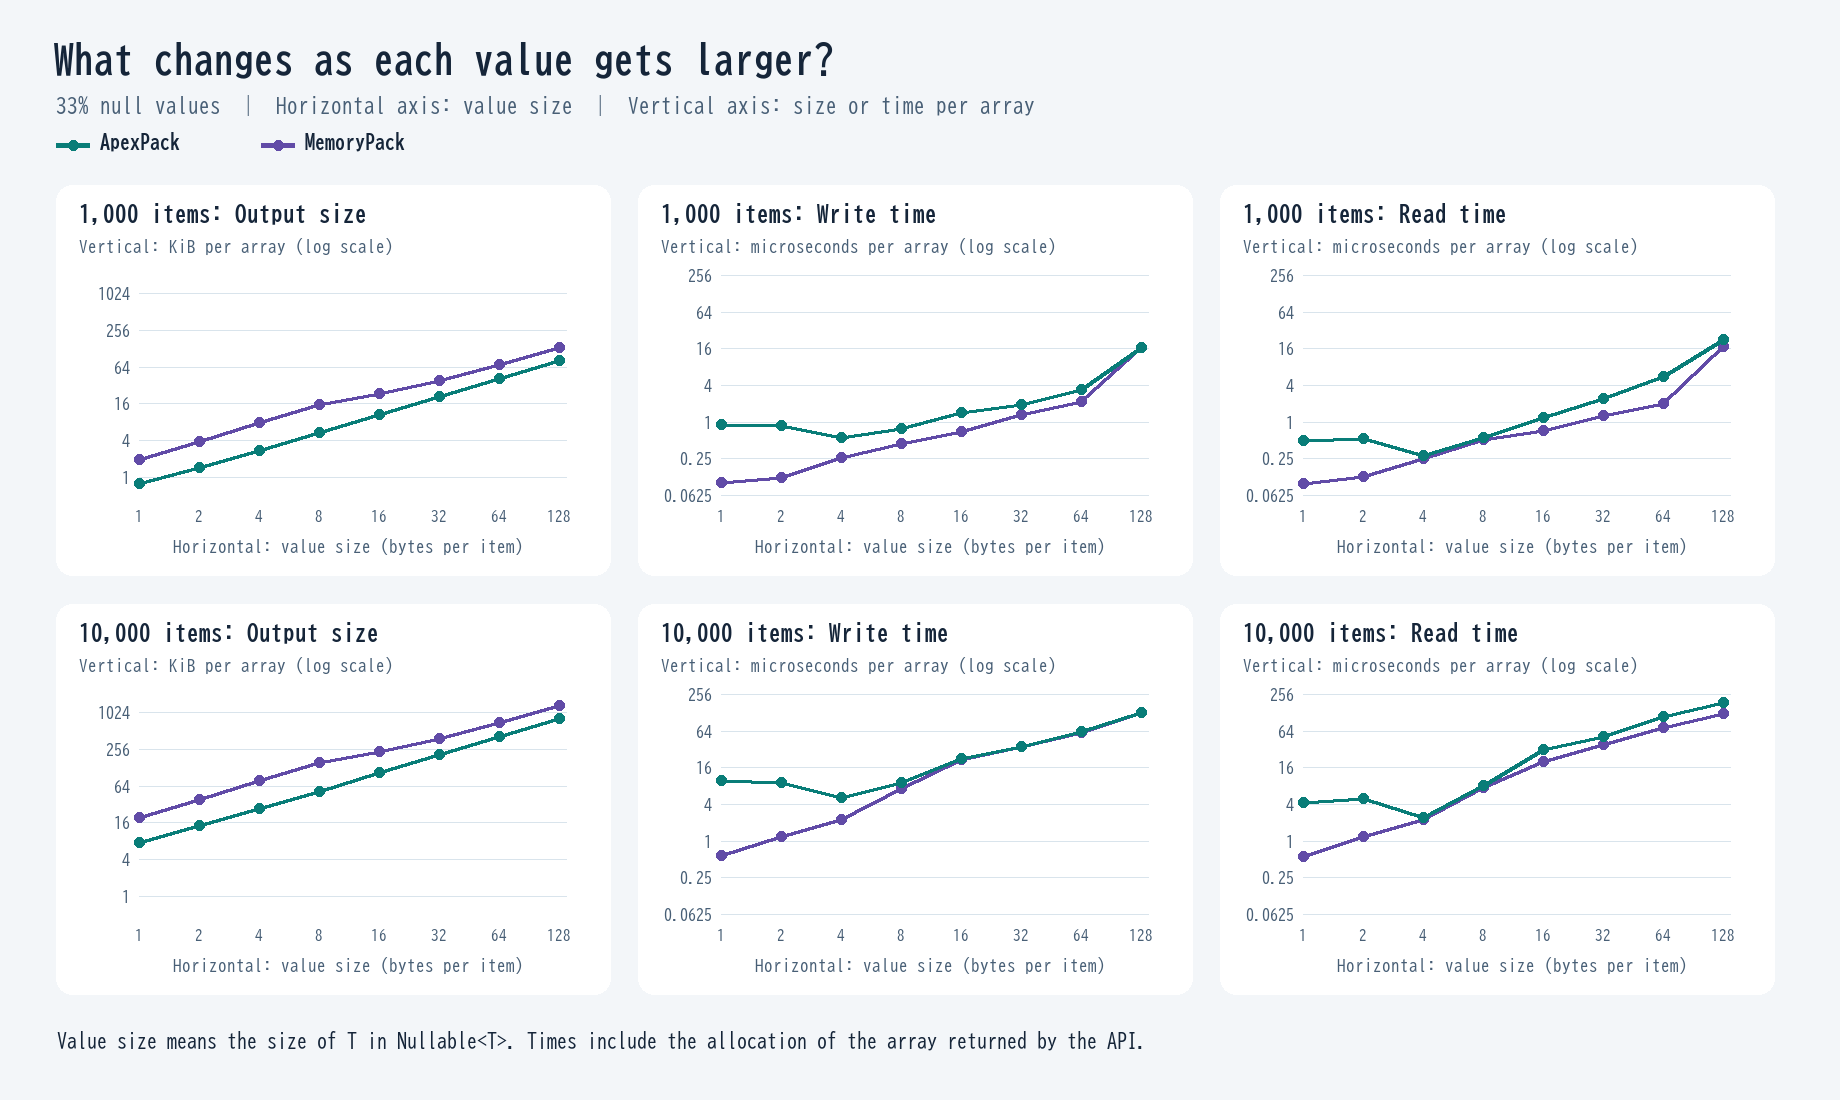 What changes as each value gets larger?
33% null values | Horizontal axis: value size | Vertical axis: size or time per array
ApexPack MemoryPack
1,000 items: Output size
Vertical: KiB per array (log scale)
1024
256
64
16
4
1
1 2 4 8 16 32 64 128
Horizontal: value size (bytes per item)
1,000 items: Write time
Vertical: microseconds per array (log scale)
256
64
16
4
1
0.25
0.0625
1 2 4 8 16 32 64 128
Horizontal: value size (bytes per item)
1,000 items: Read time
Vertical: microseconds per array (log scale)
256
64
16
4
1
0.25
0.0625
1 2 4 8 16 32 64 128
Horizontal: value size (bytes per item)
10,000 items: Output size
Vertical: KiB per array (log scale)
1024
256
64
16
4
1
1 2 4 8 16 32 64 128
Horizontal: value size (bytes per item)
10,000 items: Write time
Vertical: microseconds per array (log scale)
256
64
16
4
1
0.25
0.0625
1 2 4 8 16 32 64 128
Horizontal: value size (bytes per item)
10,000 items: Read time
Vertical: microseconds per array (log scale)
256
64
16
4
1
0.25
0.0625
1 2 4 8 16 32 64 128
Horizontal: value size (bytes per item)
Value size means the size of T in Nullable<T>. Times include the allocation of the array returned by the API.